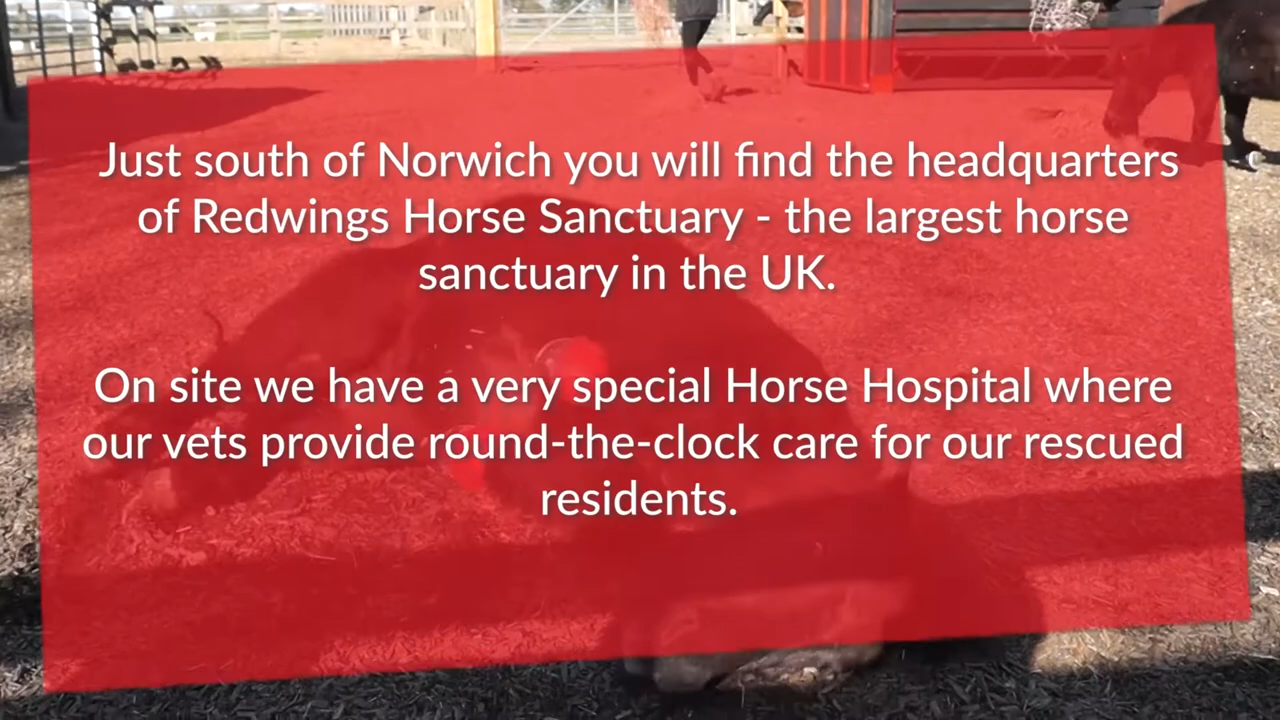 Just south of Norwich you will find the headquarters
of Redwings Horse Sanctuary - the largest horse
sanctuary in the UK.
On site we have a very special Horse Hospital where
our vets provide round-the-clock care for our rescued
residents.